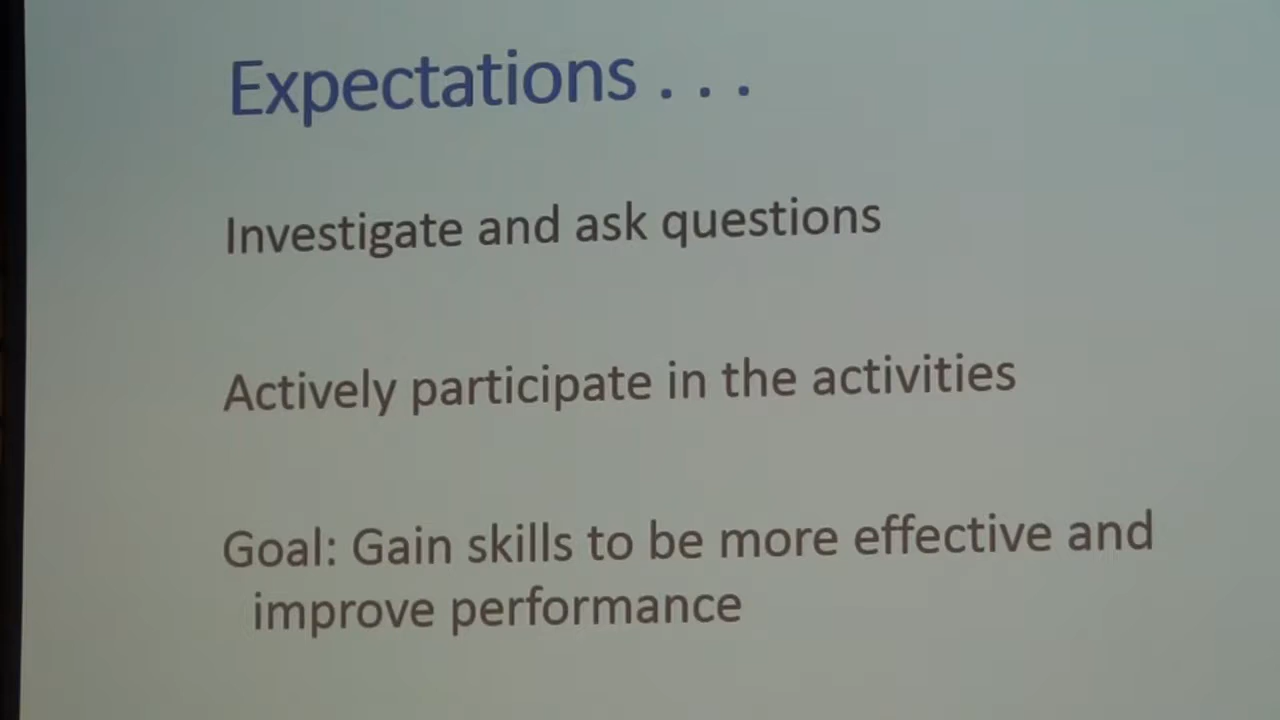 Expectations . . .
Investigate and ask questions
Actively participate in the activities
Goal: Gain skills to be more effective and
improve performance